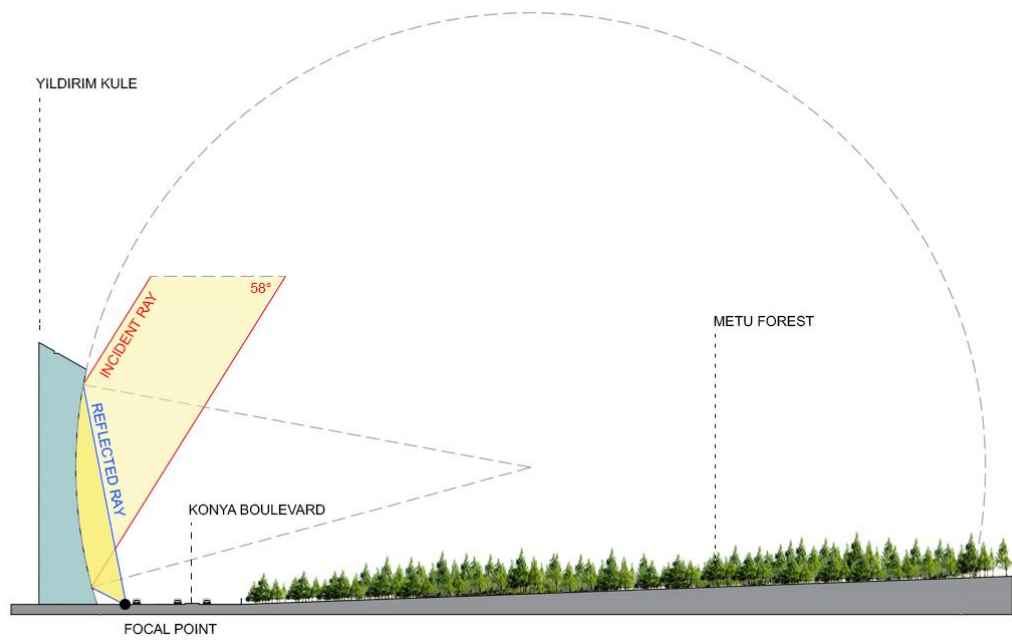 YILDIRIM KULE
58°
INCIDENT RAY
METU FOREST
REFLECTED RAY
KONYA BOULEVARD
FOCAL POINT